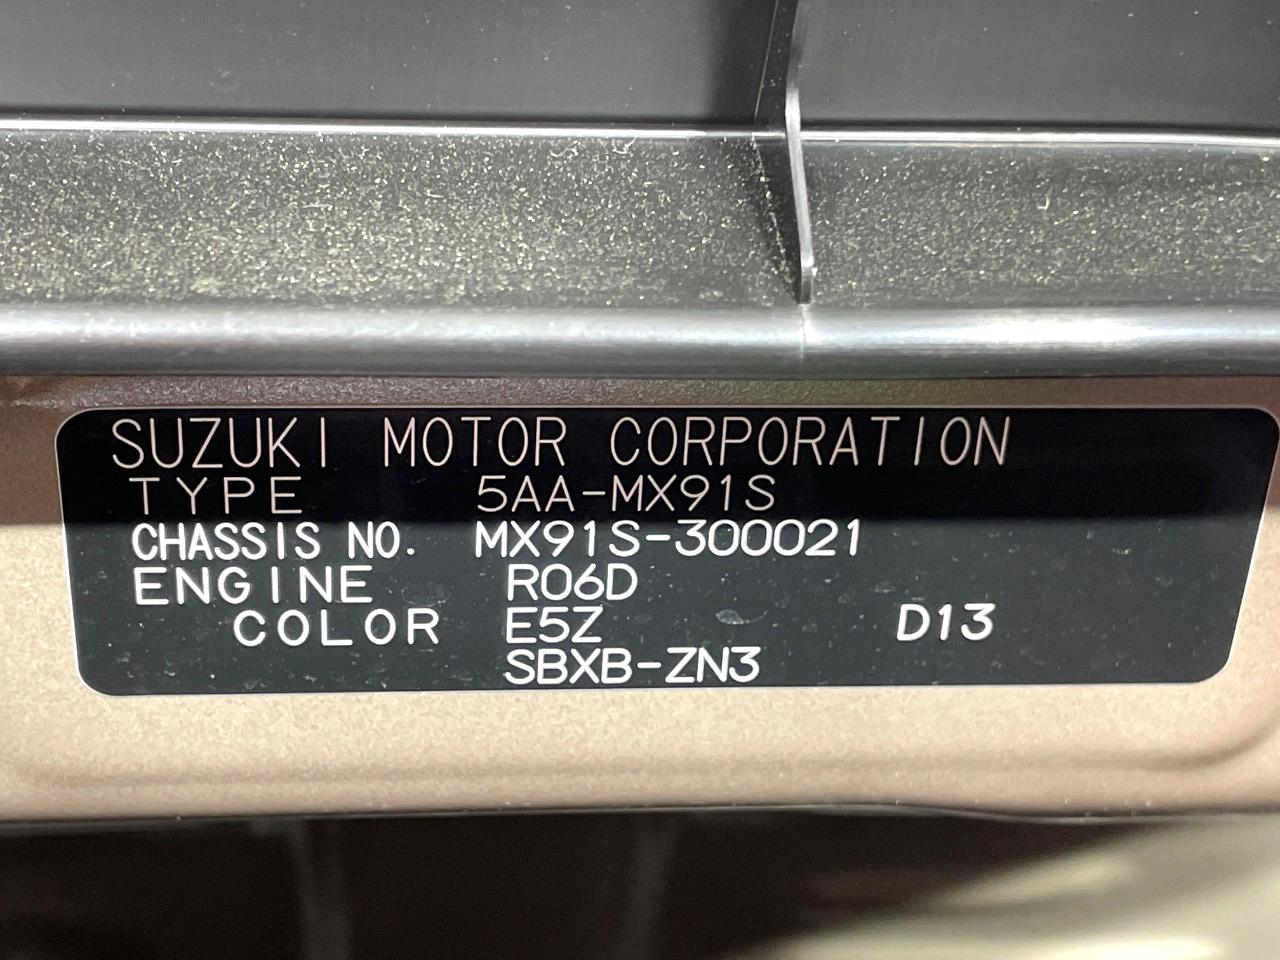 SUZUKI MOTOR CORPORATION
TYPE 5AA-MX91S
CHASSIS NO. MX91S-300021
ENGINE R06D
COLOR E5Z D13
SBXB-ZN3